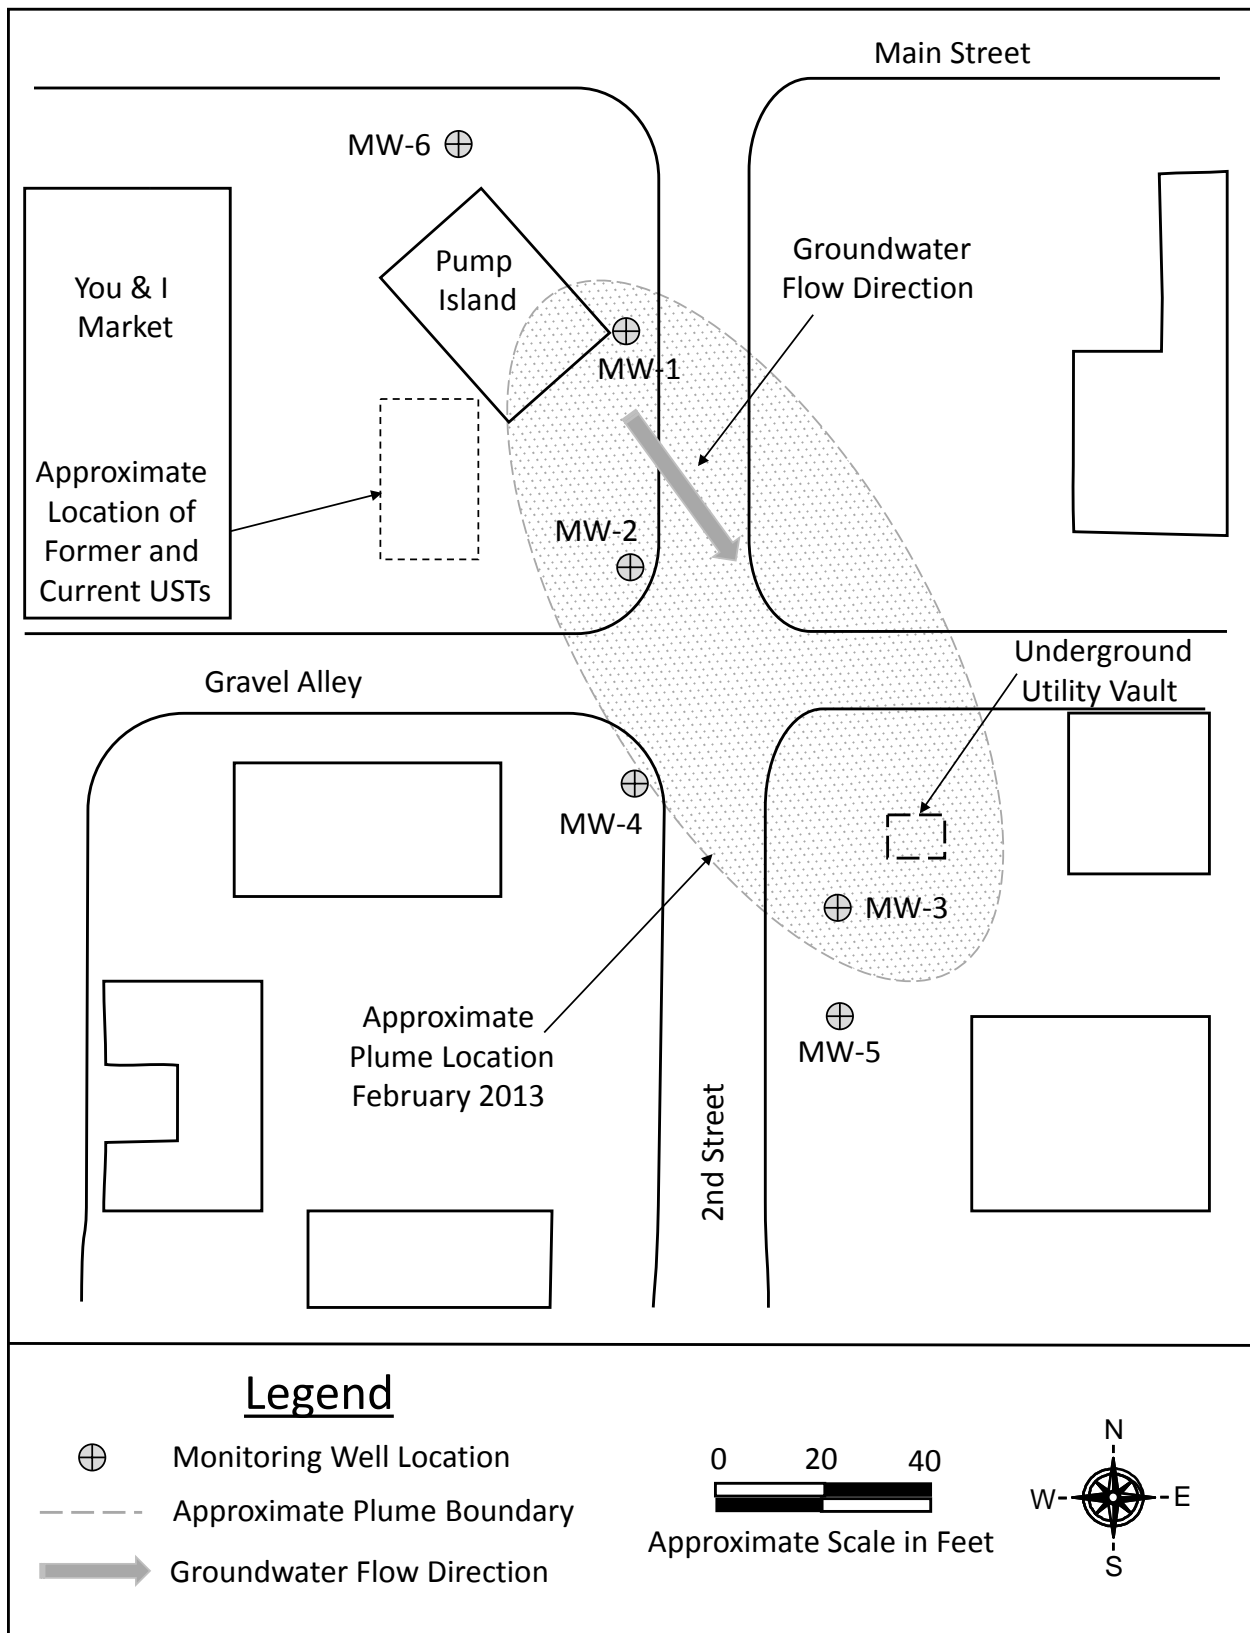 Main Street
MW-6
Pump
Island
Groundwater
Flow Direction
You & I
Market
MW-1
Approximate
Location of
Former and
Current USTs
MW-2
Underground
Utility Vault
Gravel Alley
MW-4
MW-3
Approximate
Plume Location
February 2013
MW-5
2nd Street
Legend
Monitoring Well Location
Approximate Plume Boundary
Groundwater Flow Direction
0 20 40
Approximate Scale in Feet
N
W E
S